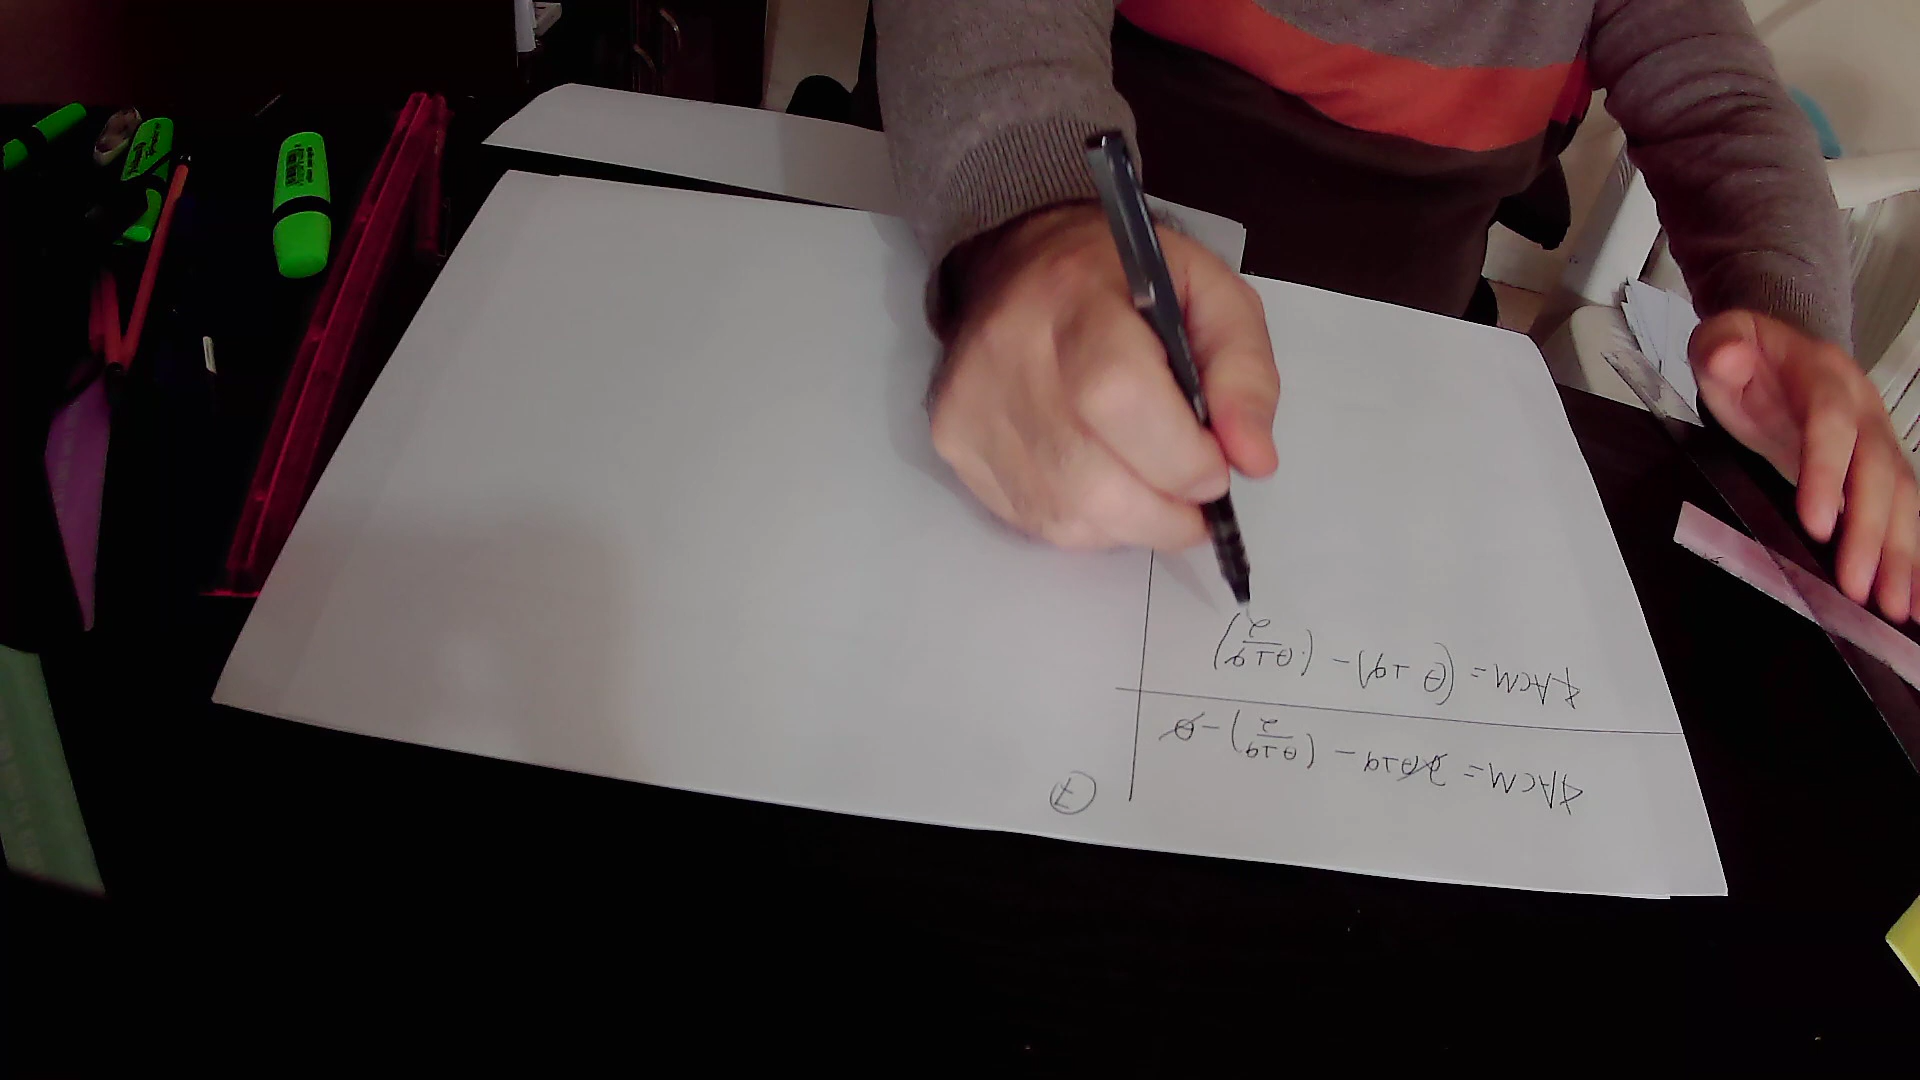 ⑦
∡ACM = 2θ+α − (θ+α/2) − θ
∡ACM = (θ+α) − (θ+α/2)